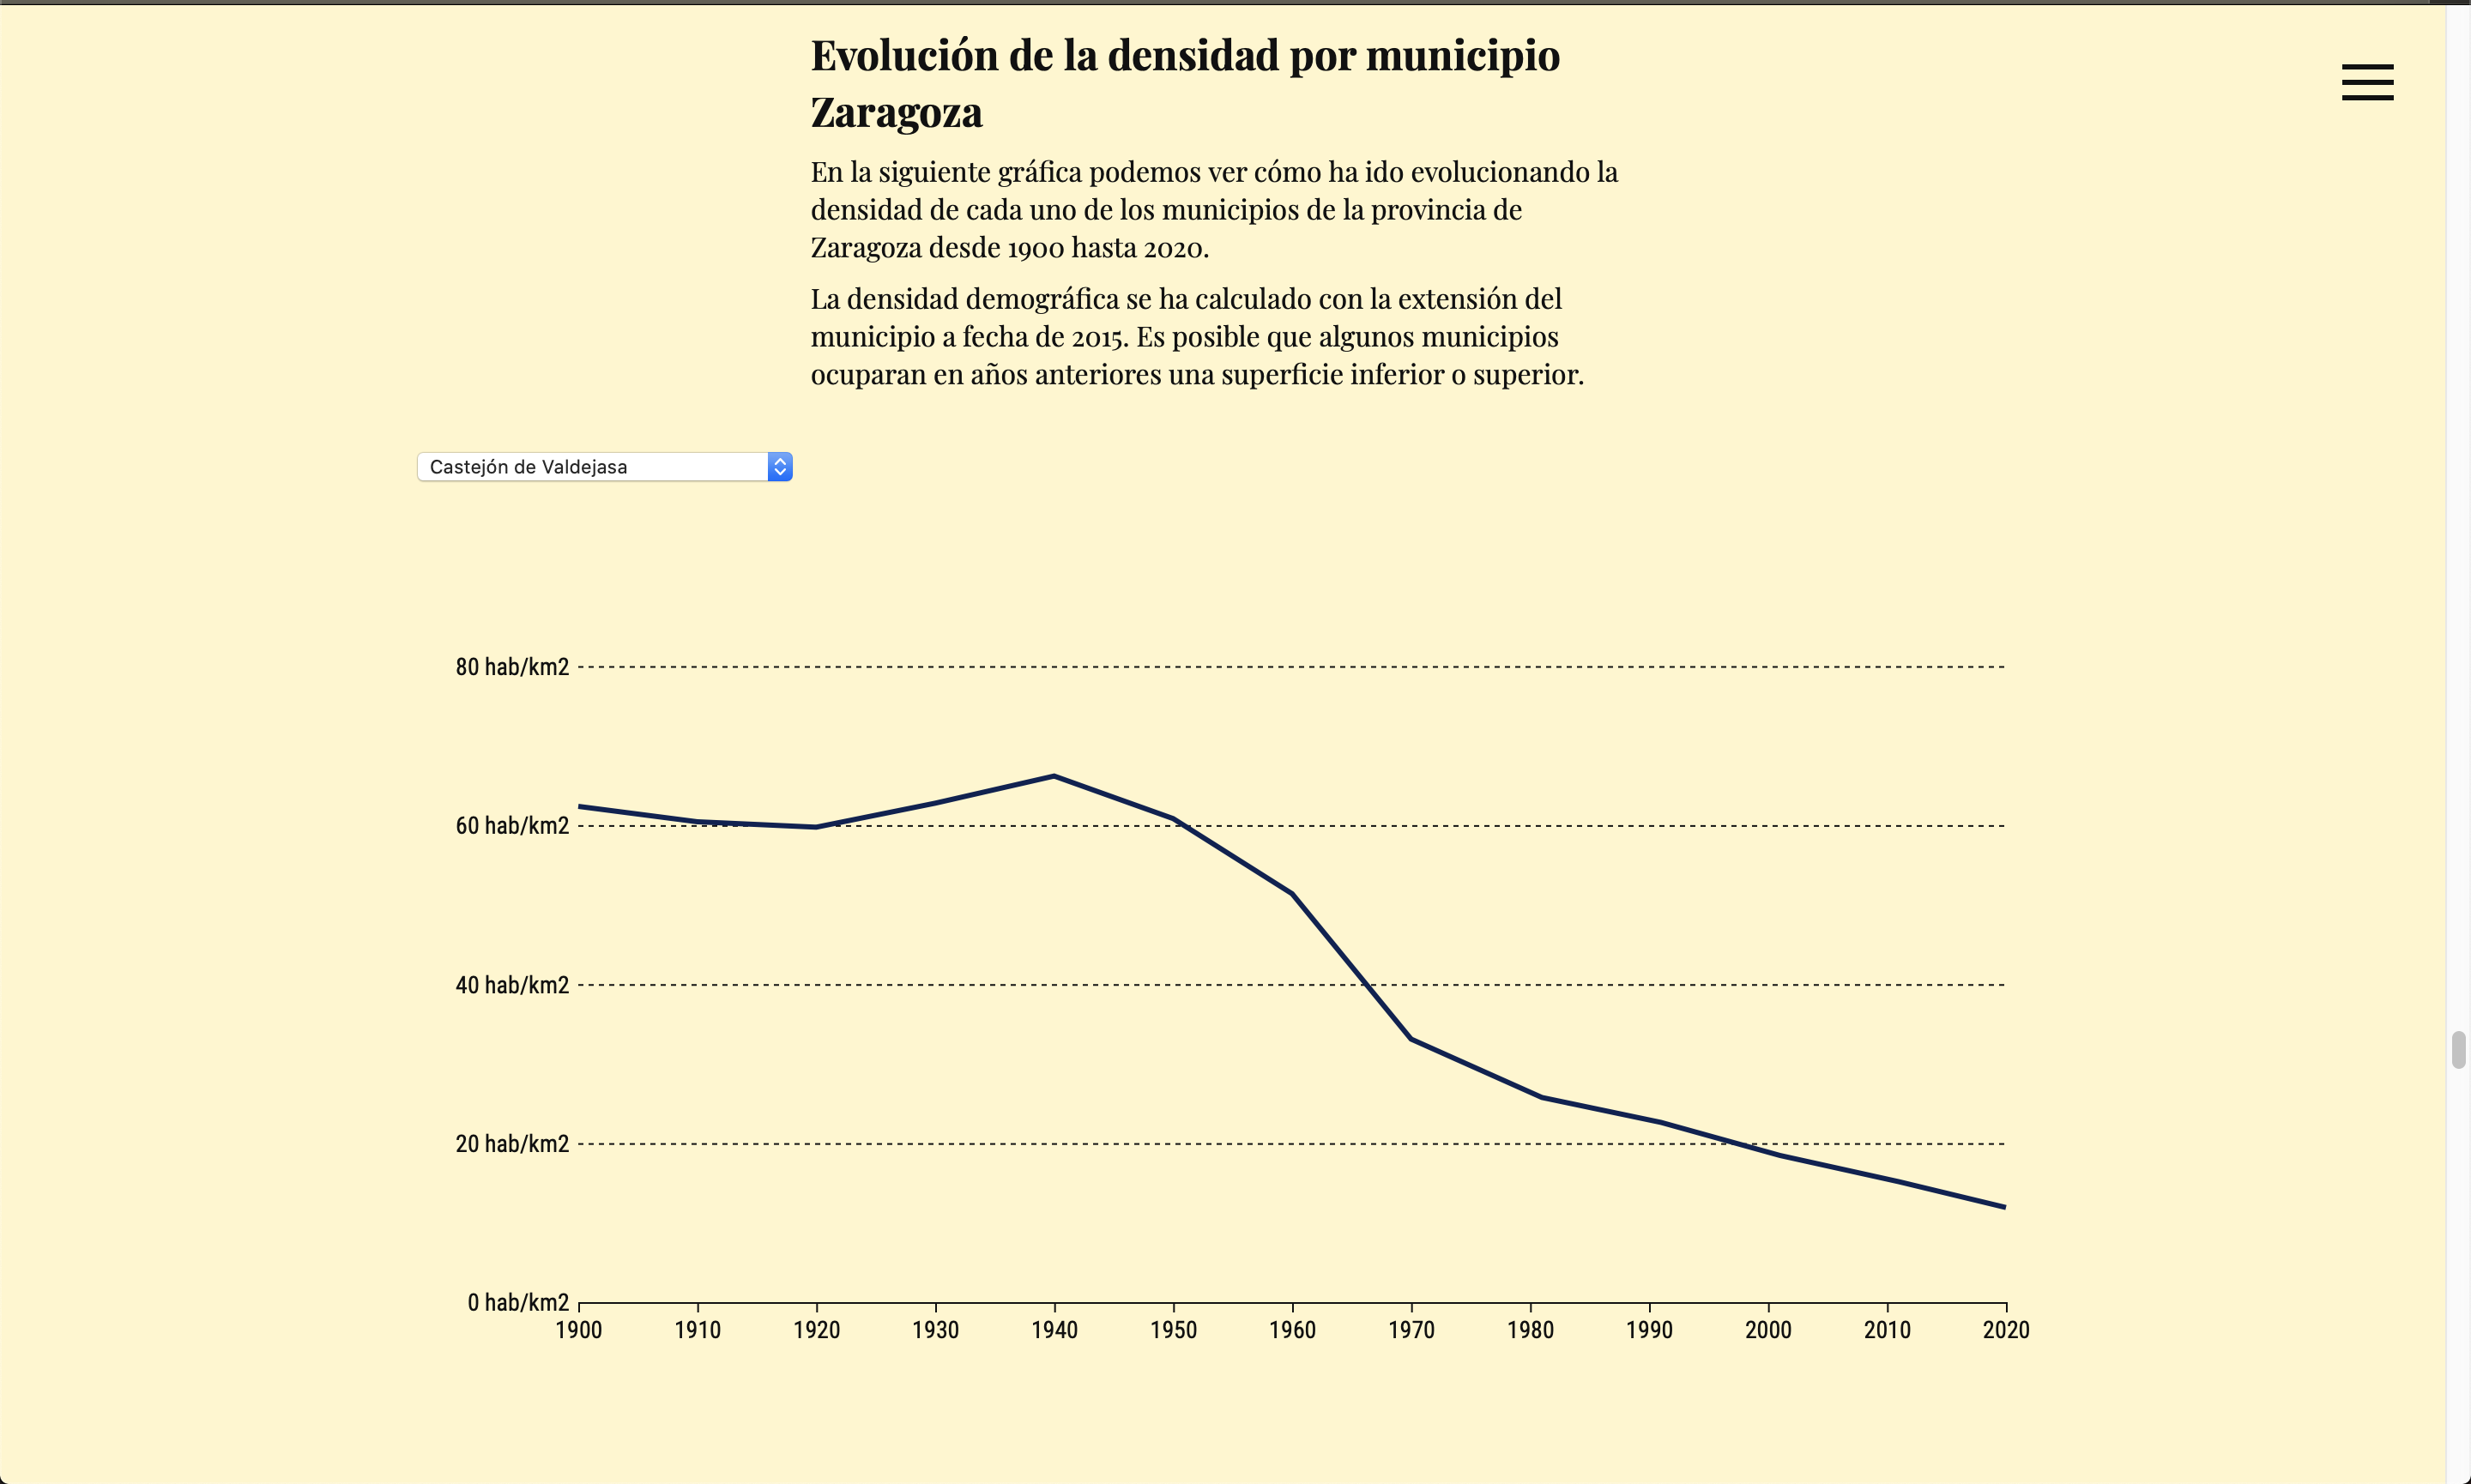 Evolución de la densidad por municipio
Zaragoza
En la siguiente gráfica podemos ver cómo ha ido evolucionando la
densidad de cada uno de los municipios de la provincia de
Zaragoza desde 1900 hasta 2020.
La densidad demográfica se ha calculado con la extensión del
municipio a fecha de 2015. Es posible que algunos municipios
ocuparan en años anteriores una superficie inferior o superior.
Castejón de Valdejasa
80 hab/km2
60 hab/km2
40 hab/km2
20 hab/km2
0 hab/km2
1900 1910 1920 1930 1940 1950 1960 1970 1980 1990 2000 2010 2020